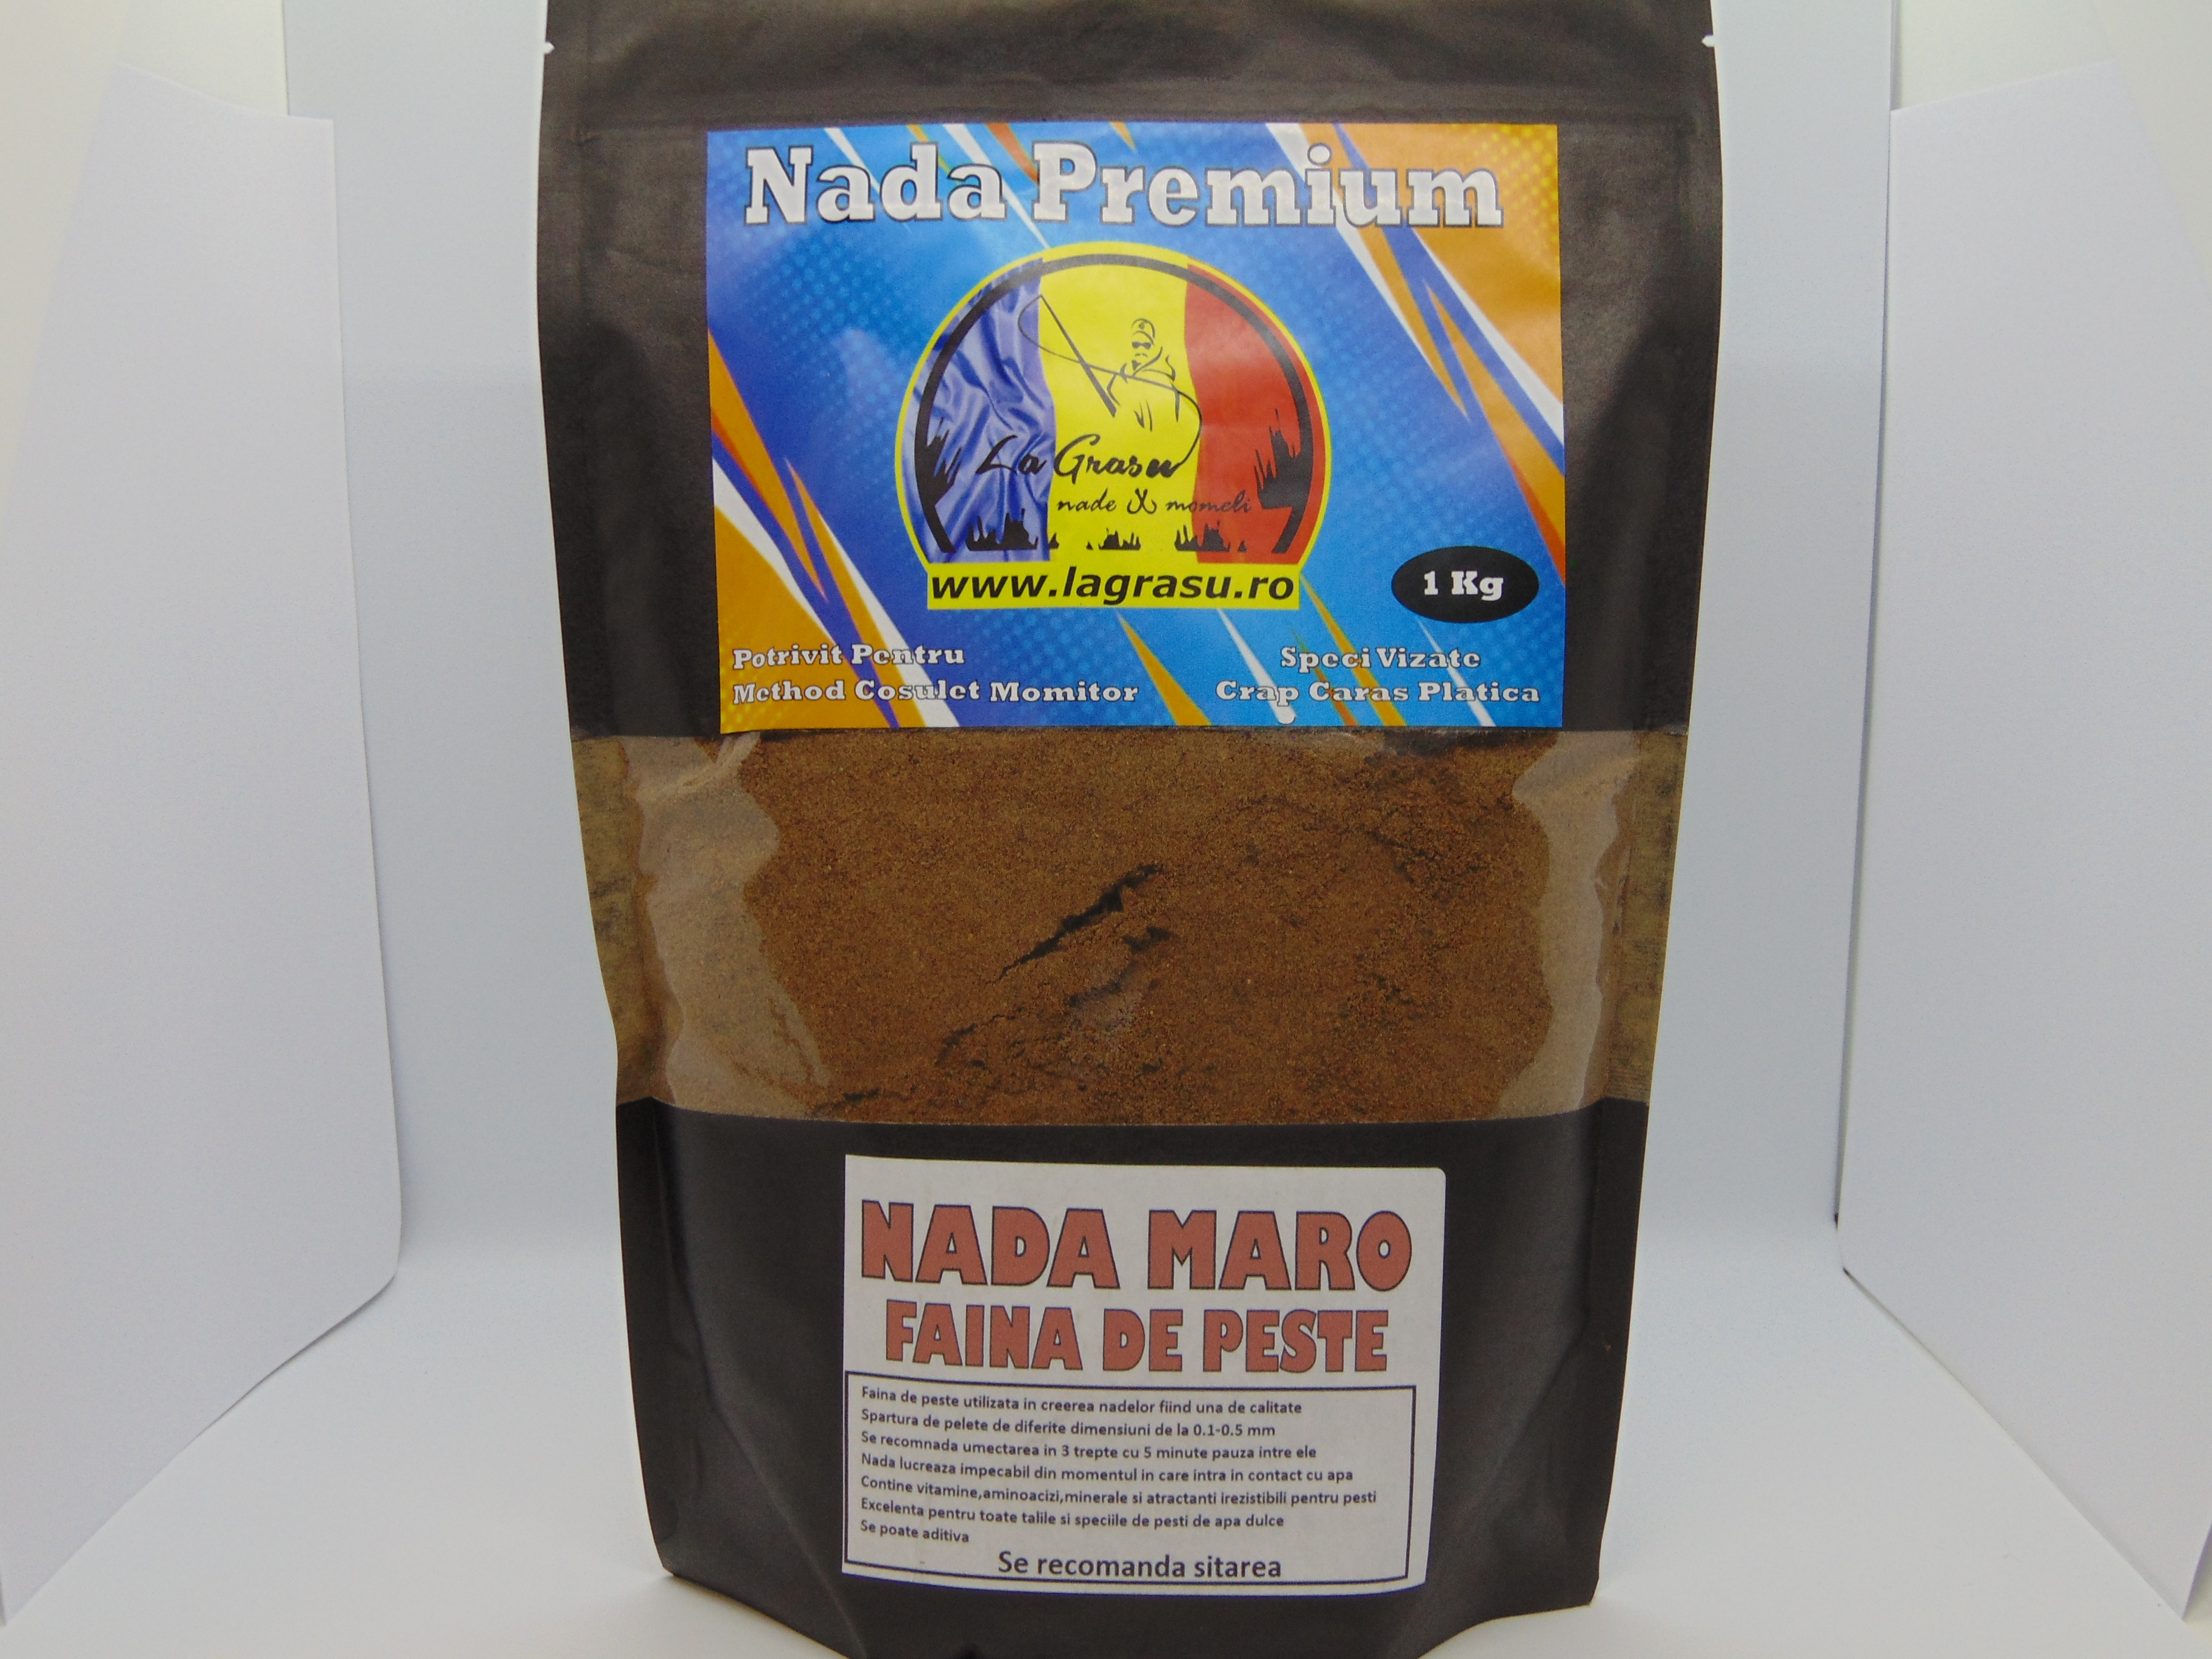 Nada Premium
La Grasu
nade & momeli
www.lagrasu.ro
1 Kg
Potrivit Pentru
Method Cosulet Momitor
Speci Vizate
Crap Caras Platica
NADA MARO
FAINA DE PESTE
Faina de peste utilizata in creerea nadelor fiind una de calitate
Spartura de pelete de diferite dimensiuni de la 0.1-0.5 mm
Se recomnada umectarea in 3 trepte cu 5 minute pauza intre ele
Nada lucreaza impecabil din momentul in care intra in contact cu apa
Contine vitamine,aminoacizi,minerale si atractanti irezistibili pentru pesti
Excelenta pentru toate talile si speciile de pesti de apa dulce
Se poate aditiva
Se recomanda sitarea